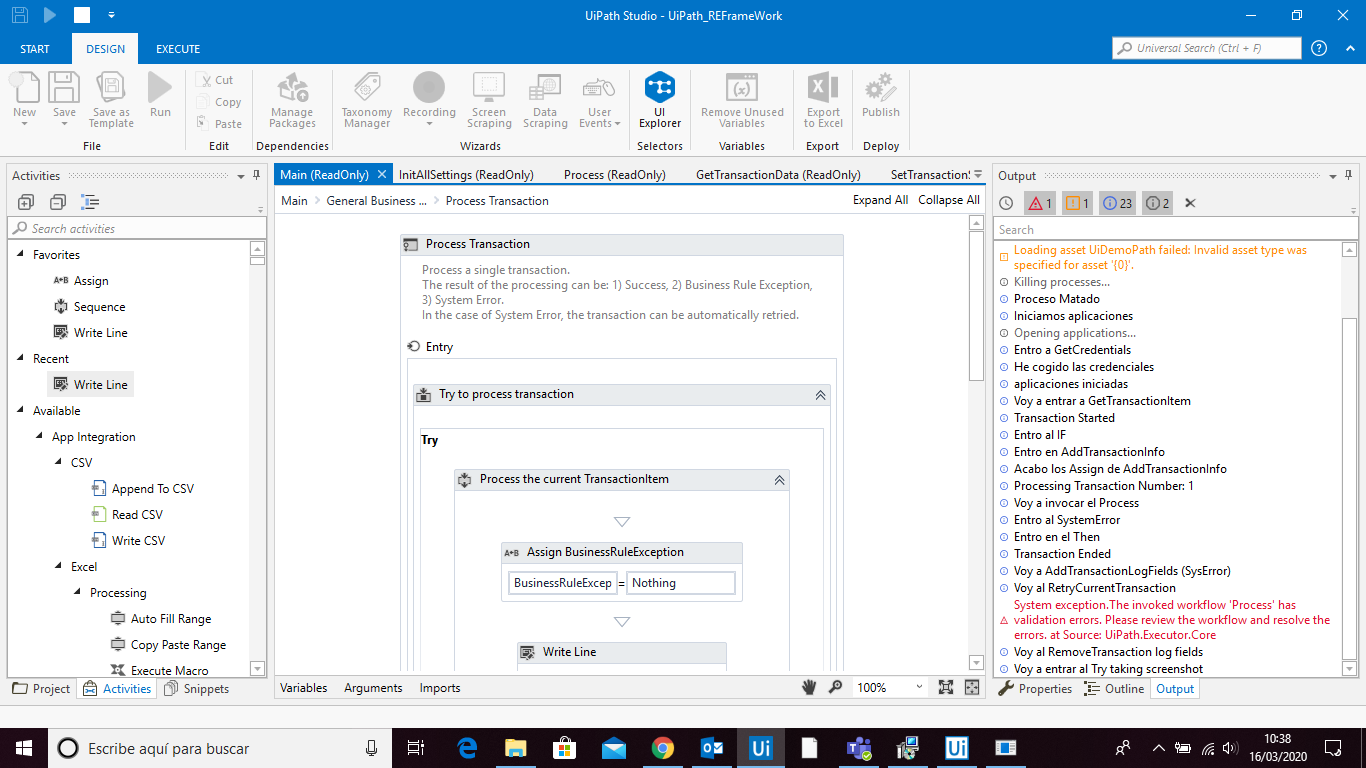 UiPath Studio - UiPath_REFrameWork
START
DESIGN
EXECUTE
Universal Search (Ctrl + F)
New
Save
Save as
Template
Run
File
Cut
Copy
Paste
Edit
Manage
Packages
Dependencies
Taxonomy
Manager
Recording
Screen
Scraping
Data
Scraping
User
Events
Wizards
UI
Explorer
Selectors
Remove Unused
Variables
Variables
Export
to Excel
Export
Publish
Deploy
Activities
Search activities
Favorites
A+B Assign
Sequence
Write Line
Recent
Write Line
Available
App Integration
CSV
Append To CSV
Read CSV
Write CSV
Excel
Processing
Auto Fill Range
Copy Paste Range
Execute Macro
Project
Activities
Snippets
Main (ReadOnly)
InitAllSettings (ReadOnly)
Process (ReadOnly)
GetTransactionData (ReadOnly)
SetTransactionS
Main > General Business ... > Process Transaction
Expand All
Collapse All
Process Transaction
Process a single transaction.
The result of the processing can be: 1) Success, 2) Business Rule Exception,
3) System Error.
In the case of System Error, the transaction can be automatically retried.
Entry
Try to process transaction
Try
Process the current TransactionItem
A+B Assign BusinessRuleException
BusinessRuleExcep = Nothing
Write Line
Variables
Arguments
Imports
100%
Output
1
1
23
2
Search
Loading asset UiDemoPath failed: Invalid asset type was
specified for asset '{0}'.
Killing processes...
Proceso Matado
Iniciamos aplicaciones
Opening applications...
Entro a GetCredentials
He cogido las credenciales
aplicaciones iniciadas
Voy a entrar a GetTransactionItem
Transaction Started
Entro al IF
Entro en AddTransactionInfo
Acabo los Assign de AddTransactionInfo
Processing Transaction Number: 1
Voy a invocar el Process
Entro al SystemError
Entro en el Then
Transaction Ended
Voy a AddTransactionLogFields (SysError)
Voy al RetryCurrentTransaction
System exception.The invoked workflow 'Process' has
validation errors. Please review the workflow and resolve the
errors. at Source: UiPath.Executor.Core
Voy al RemoveTransaction log fields
Voy a entrar al Try taking screenshot
Properties
Outline
Output
Escribe aquí para buscar
Ui
Ui
10:38
16/03/2020